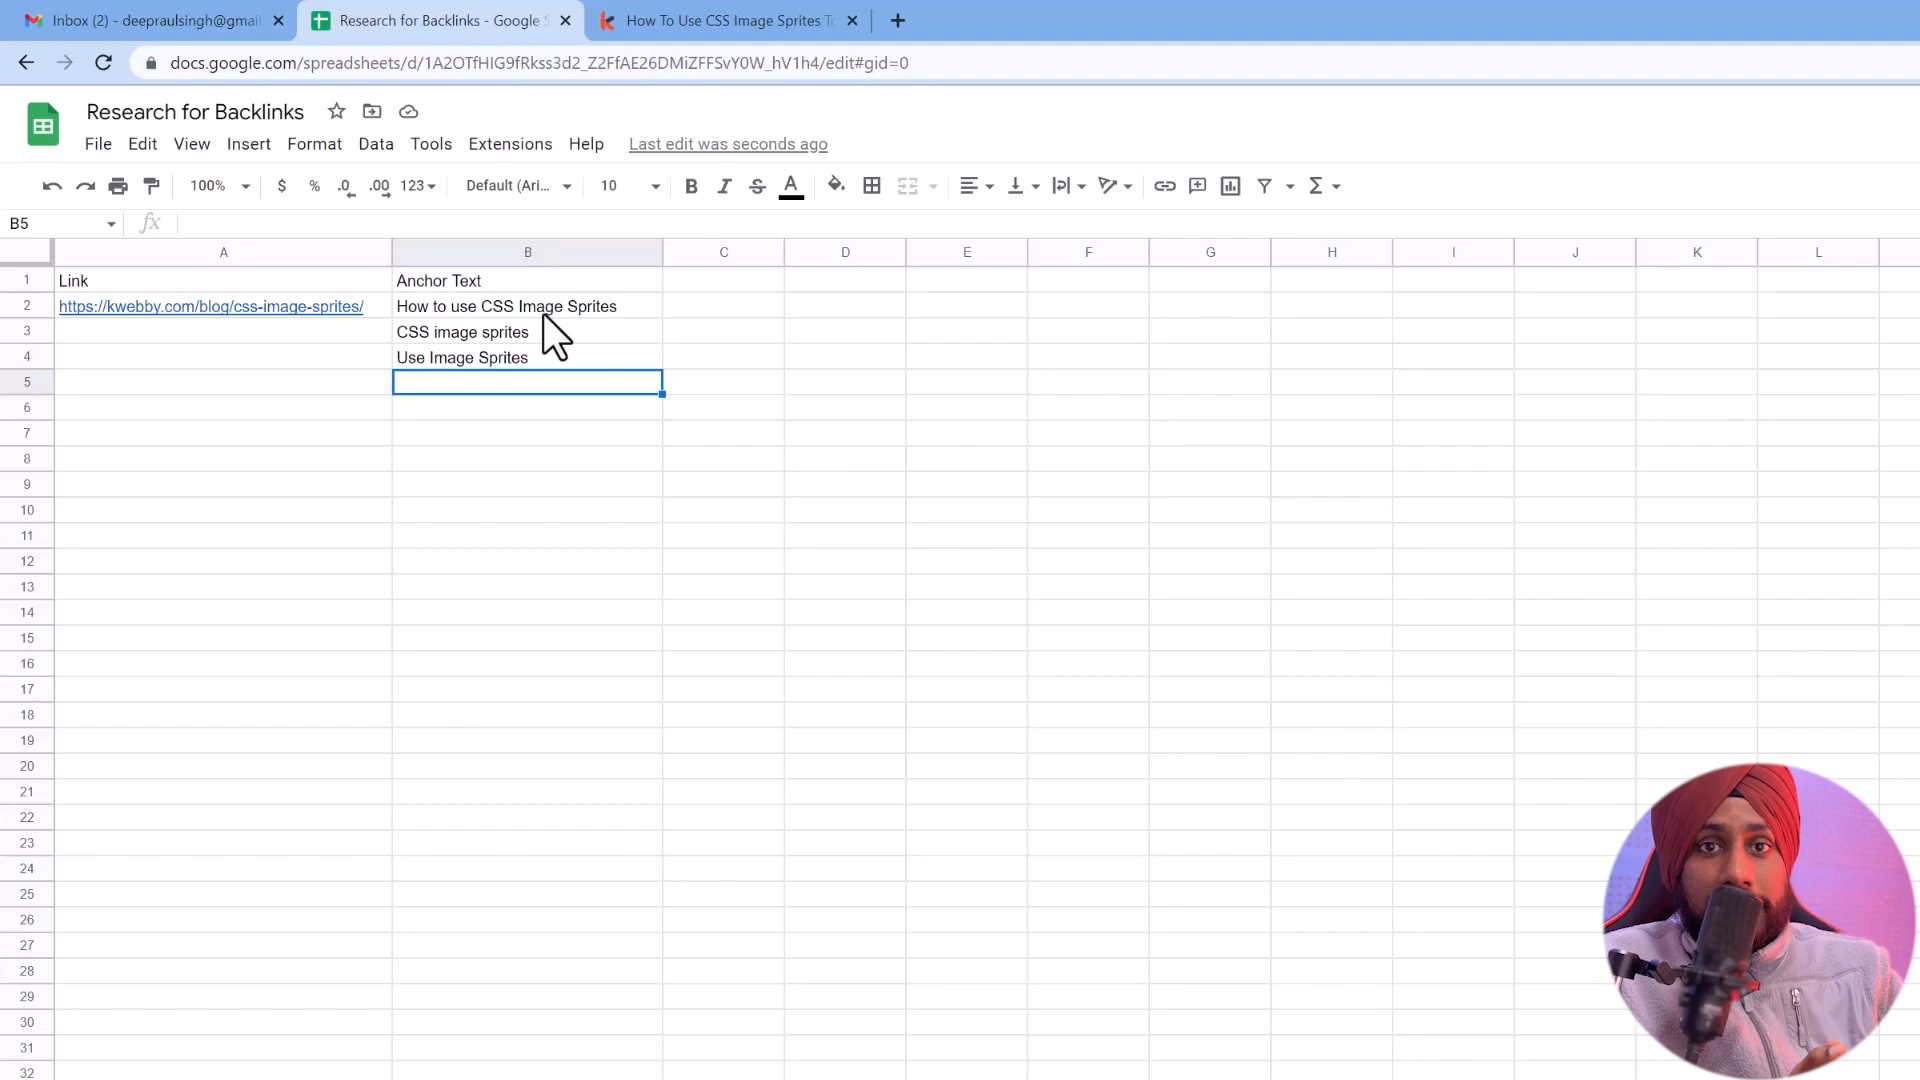 Inbox (2) - deepraulsingh@gmai
Research for Backlinks - Google S
How To Use CSS Image Sprites To
docs.google.com/spreadsheets/d/1A2OTfHIG9fRkss3d2_Z2FfAE26DMiZFFSvY0W_hV1h4/edit#gid=0
Research for Backlinks
File Edit View Insert Format Data Tools Extensions Help Last edit was seconds ago
100% $ % .0 .00 123 Default (Ari... 10 B I S A Σ
B5 fx
A B C D E F G H I J K L
1 Link Anchor Text
2 https://kwebby.com/blog/css-image-sprites/ How to use CSS Image Sprites
3 CSS image sprites
4 Use Image Sprites
5
6
7
8
9
10
11
12
13
14
15
16
17
18
19
20
21
22
23
24
25
26
27
28
29
30
31
32